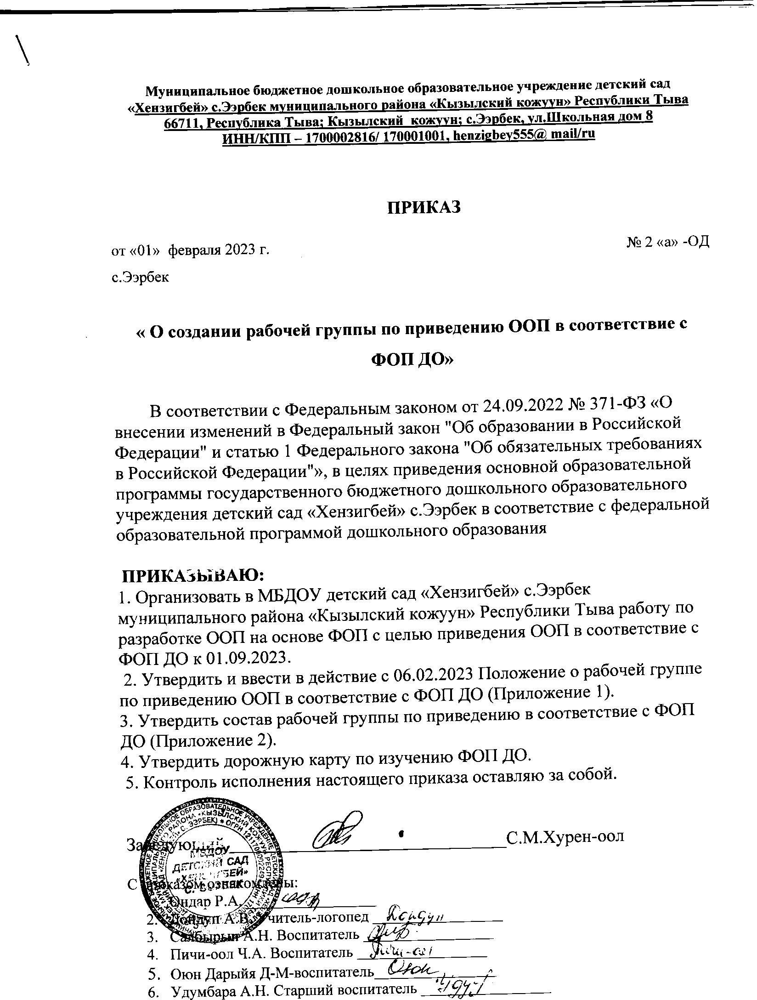 Муниципальное бюджетное дошкольное образовательное учреждение детский сад
«Хензигбей» с.Ээрбек муниципального района «Кызылский кожуун» Республики Тыва
66711, Республика Тыва; Кызылский кожуун; с.Ээрбек, ул.Школьная дом 8
ИНН/КПП – 1700002816/ 170001001, henzigbey555@ mail/ru
ПРИКАЗ
от «01» февраля 2023 г. № 2 «а» -ОД
с.Ээрбек
« О создании рабочей группы по приведению ООП в соответствие с
ФОП ДО»
В соответствии с Федеральным законом от 24.09.2022 № 371-ФЗ «О
внесении изменений в Федеральный закон "Об образовании в Российской
Федерации" и статью 1 Федерального закона "Об обязательных требованиях
в Российской Федерации"», в целях приведения основной образовательной
программы государственного бюджетного дошкольного образовательного
учреждения детский сад «Хензигбей» с.Ээрбек в соответствие с федеральной
образовательной программой дошкольного образования
ПРИКАЗЫВАЮ:
1. Организовать в МБДОУ детский сад «Хензигбей» с.Ээрбек
муниципального района «Кызылский кожуун» Республики Тыва работу по
разработке ООП на основе ФОП с целью приведения ООП в соответствие с
ФОП ДО к 01.09.2023.
2. Утвердить и ввести в действие с 06.02.2023 Положение о рабочей группе
по приведению ООП в соответствие с ФОП ДО (Приложение 1).
3. Утвердить состав рабочей группы по приведению в соответствие с ФОП
ДО (Приложение 2).
4. Утвердить дорожную карту по изучению ФОП ДО.
5. Контроль исполнения настоящего приказа оставляю за собой.
Заведующий С.М.Хурен-оол
МБДОУ
ДЕТСКИЙ САД
«ХЕНЗИГБЕЙ»
С. ЭЭРБЕК
С приказом ознакомлены:
Ондар Р.А.
2. Дондуп А.В. Учитель-логопед Дондуп
3. Салбырын А.Н. Воспитатель
4. Пичи-оол Ч.А. Воспитатель Пичи-оол
5. Оюн Дарыйя Д-М-воспитатель Оюн
6. Удумбара А.Н. Старший воспитатель